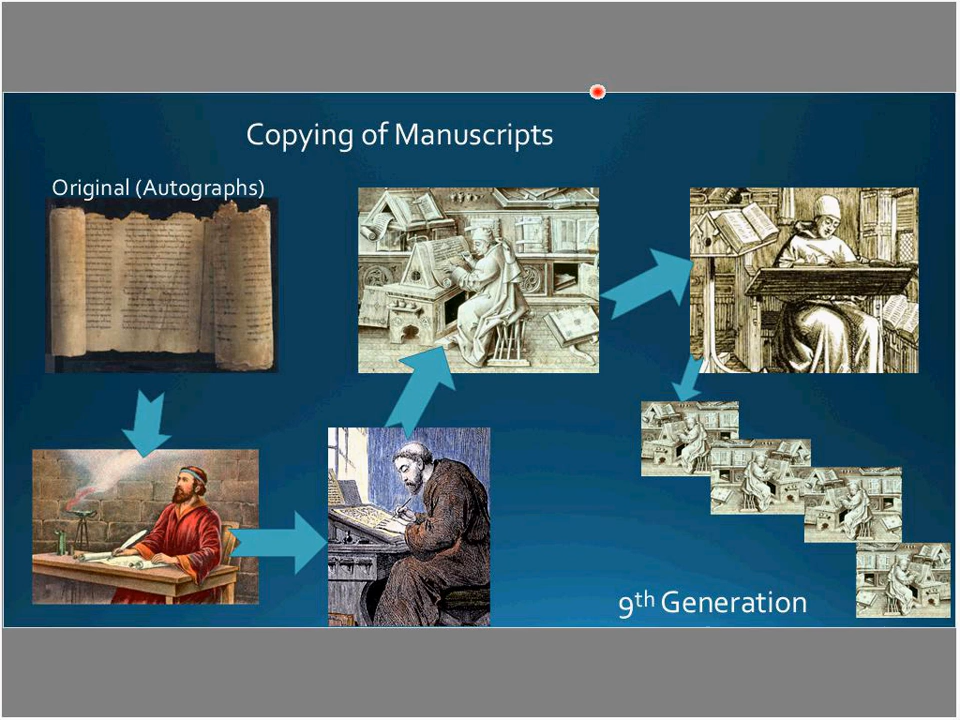 Copying of Manuscripts
Original (Autographs)
9th Generation